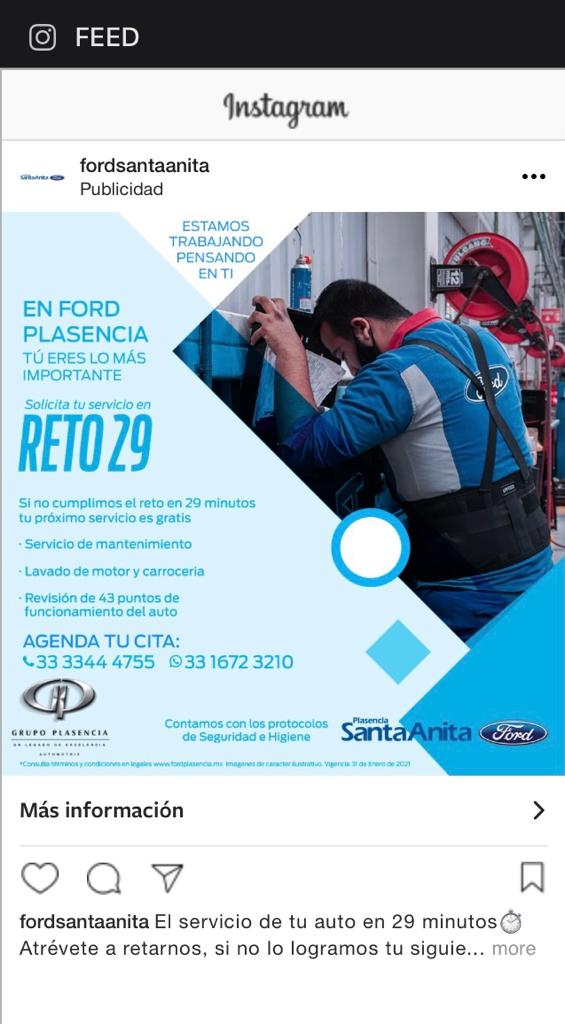 FEED
Instagram
fordsantaanita
Publicidad
ESTAMOS
TRABAJANDO
PENSANDO
EN TI
EN FORD
PLASENCIA
TÚ ERES LO MÁS
IMPORTANTE
Solicita tu servicio en
RETO 29
Si no cumplimos el reto en 29 minutos
tu próximo servicio es gratis
· Servicio de mantenimiento
· Lavado de motor y carroceria
· Revisión de 43 puntos de
funcionamiento del auto
AGENDA TU CITA:
33 3344 4755 33 1672 3210
GRUPO PLASENCIA
UN LEGADO DE EXCELENCIA
AUTOMOTRIZ
Contamos con los protocolos
de Seguridad e Higiene
Plasencia
SantaAnita Ford
*Consulta términos y condiciones en legales www.fordplasencia.mx Imagenes de caracter ilustrativo. Vigencia 31 de Enero de 2021
Más información
fordsantaanita El servicio de tu auto en 29 minutos⏱
Atrévete a retarnos, si no lo logramos tu siguie... more